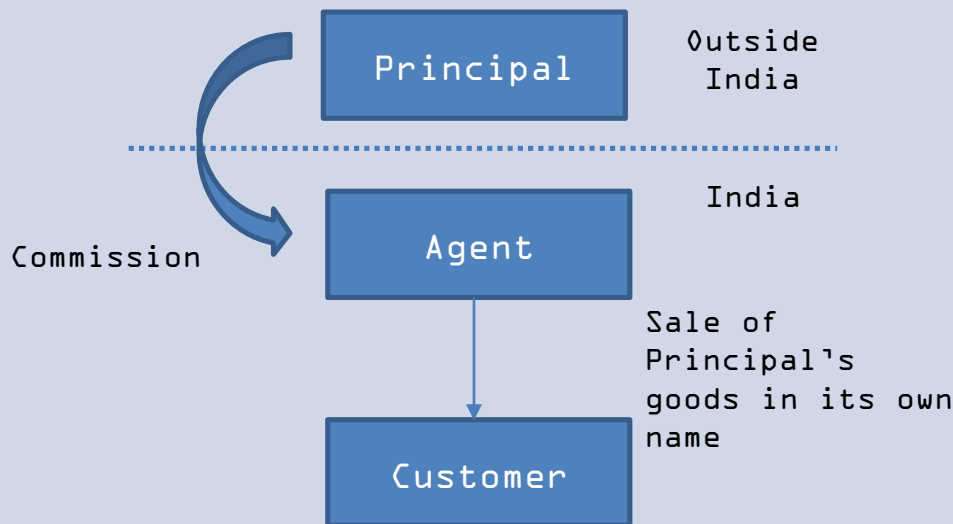 Principal
Outside
India
India
Agent
Commission
Sale of
Principal's
goods in its own
name
Customer